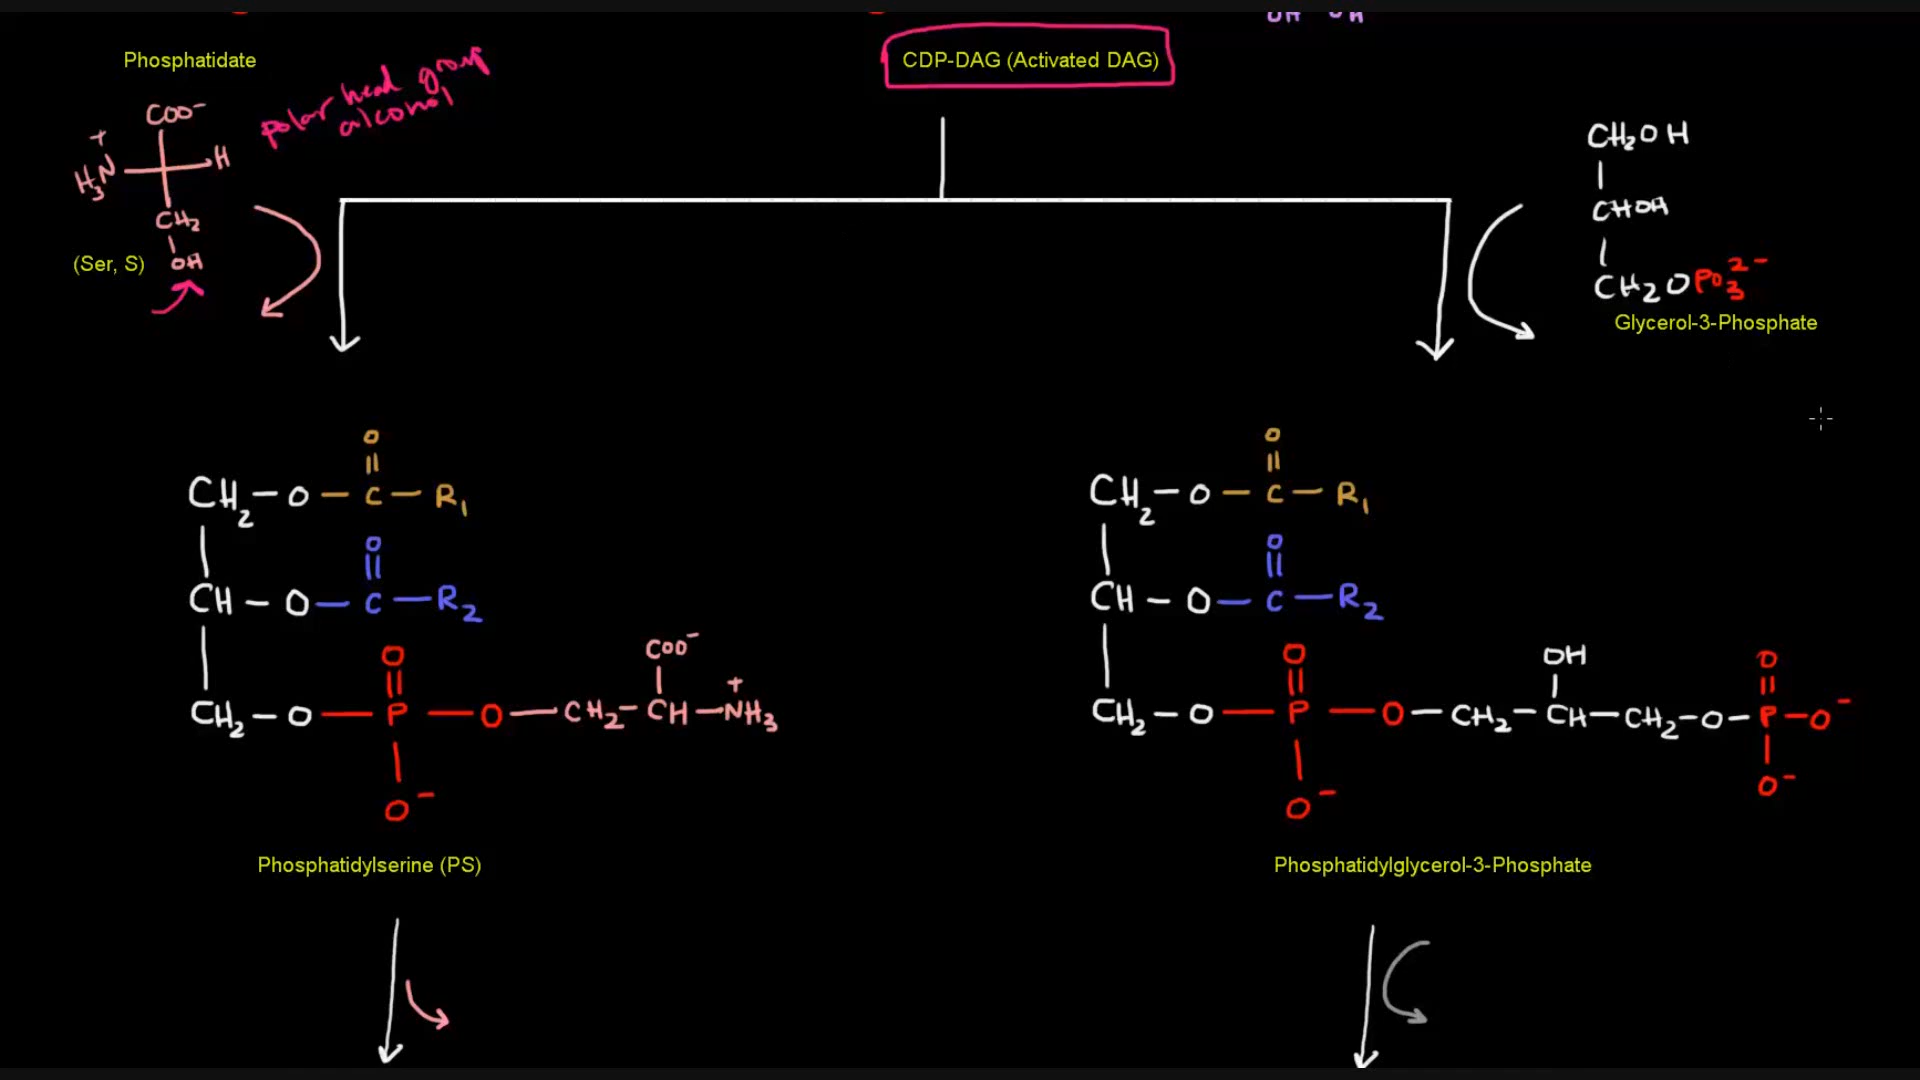 OH OH
Phosphatidate
CDP-DAG (Activated DAG)
polar head group
alcohol
COO⁻
+
H₃N
H
CH₂
OH
(Ser, S)
CH₂OH
CHOH
CH₂OPO₃²⁻
Glycerol-3-Phosphate
O
CH₂-O-C-R₁
O
CH-O-C-R₂
O
COO⁻
+
CH₂-O-P-O-CH₂-CH-NH₃
O⁻
Phosphatidylserine (PS)
O
CH₂-O-C-R₁
O
CH-O-C-R₂
O
OH
O
CH₂-O-P-O-CH₂-CH-CH₂-O-P-O⁻
O⁻
O⁻
Phosphatidylglycerol-3-Phosphate